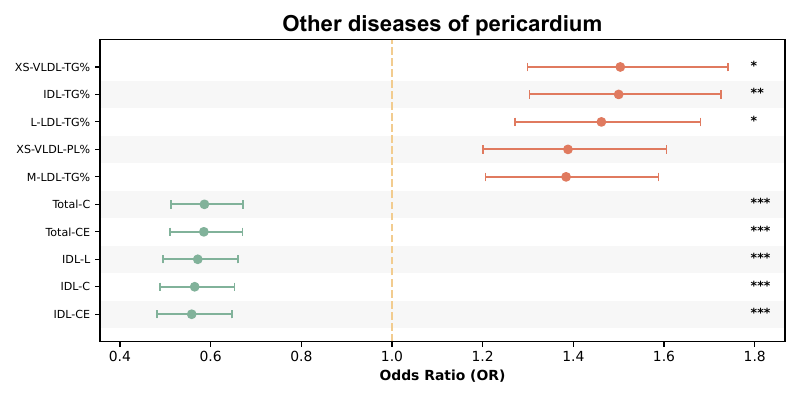 Other diseases of pericardium
XS-VLDL-TG% *
IDL-TG% **
L-LDL-TG% *
XS-VLDL-PL%
M-LDL-TG%
Total-C ***
Total-CE ***
IDL-L ***
IDL-C ***
IDL-CE ***
0.4 0.6 0.8 1.0 1.2 1.4 1.6 1.8
Odds Ratio (OR)